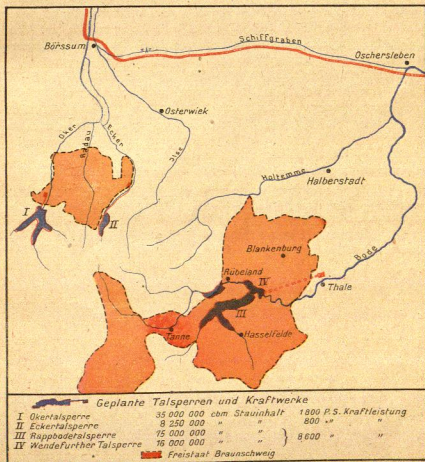 Schiffgraben
Börssum
Oschersleben
Osterwiek
Oker
Radau
Ecker
Ilse
Holtemme
Halberstadt
I
II
Blankenburg
Bode
Rübeland
IV
Thale
III
Tanne
Hasselfelde
Geplante Talsperren und Kraftwerke
I Okertalsperre 35 000 000 cbm Stauinhalt 1800 P.S. Kraftleistung
II Eckertalsperre 8 250 000 " " 800 " "
III Rappbodetalsperre 75 000 000 " "
IV Wendefurther Talsperre 16 000 000 " " } 8600 " "
Freistaat Braunschweig